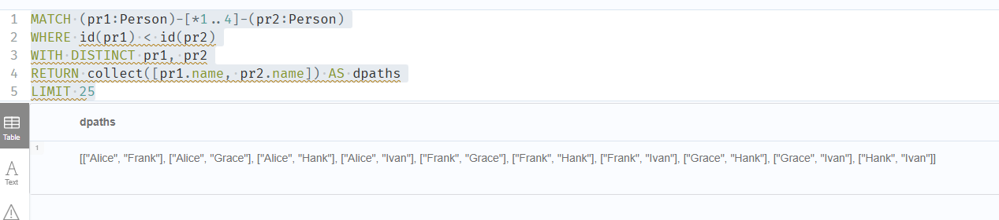 1 MATCH (pr1:Person)-[*1..4]-(pr2:Person)
2 WHERE id(pr1) < id(pr2)
3 WITH DISTINCT pr1, pr2
4 RETURN collect([pr1.name, pr2.name]) AS dpaths
5 LIMIT 25
dpaths
Table
1
[["Alice", "Frank"], ["Alice", "Grace"], ["Alice", "Hank"], ["Alice", "Ivan"], ["Frank", "Grace"], ["Frank", "Hank"], ["Frank", "Ivan"], ["Grace", "Hank"], ["Grace", "Ivan"], ["Hank", "Ivan"]]
A
Text